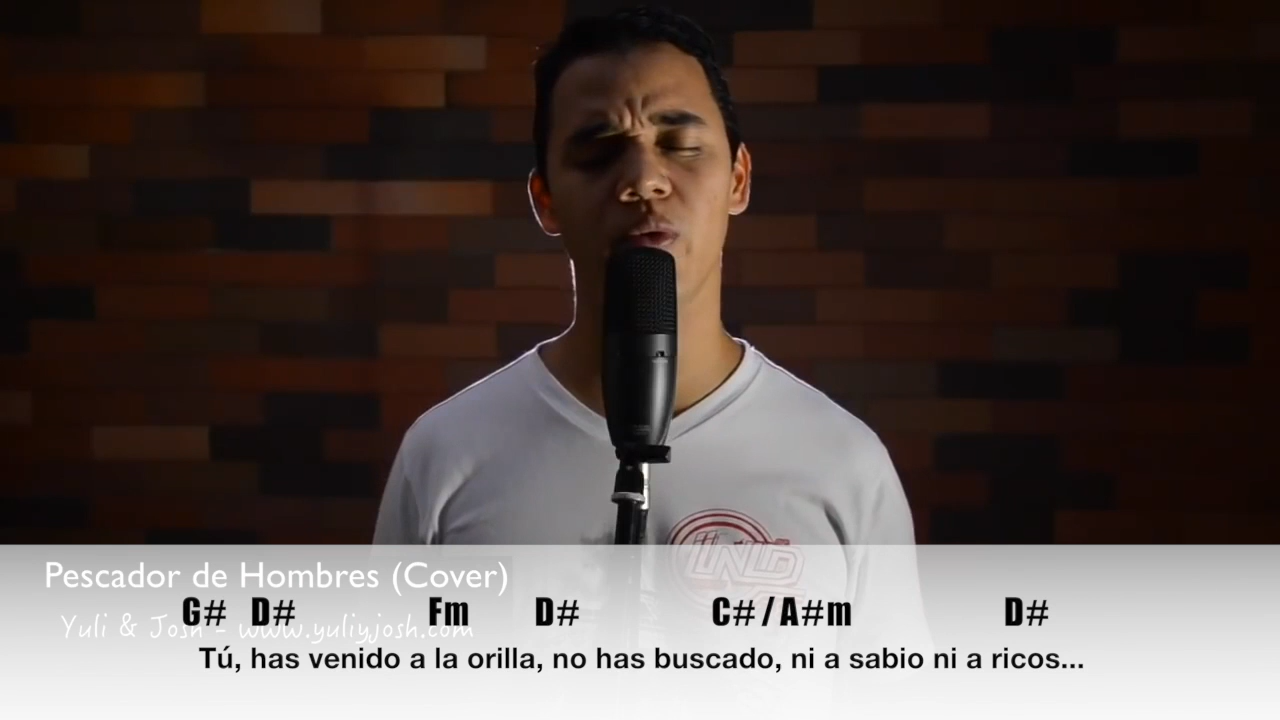 UNLD
Pescador de Hombres (Cover)
G# D# Fm D# C#/A#m D#
Yuli & Josh - www.yuliyjosh.com
Tú, has venido a la orilla, no has buscado, ni a sabio ni a ricos...